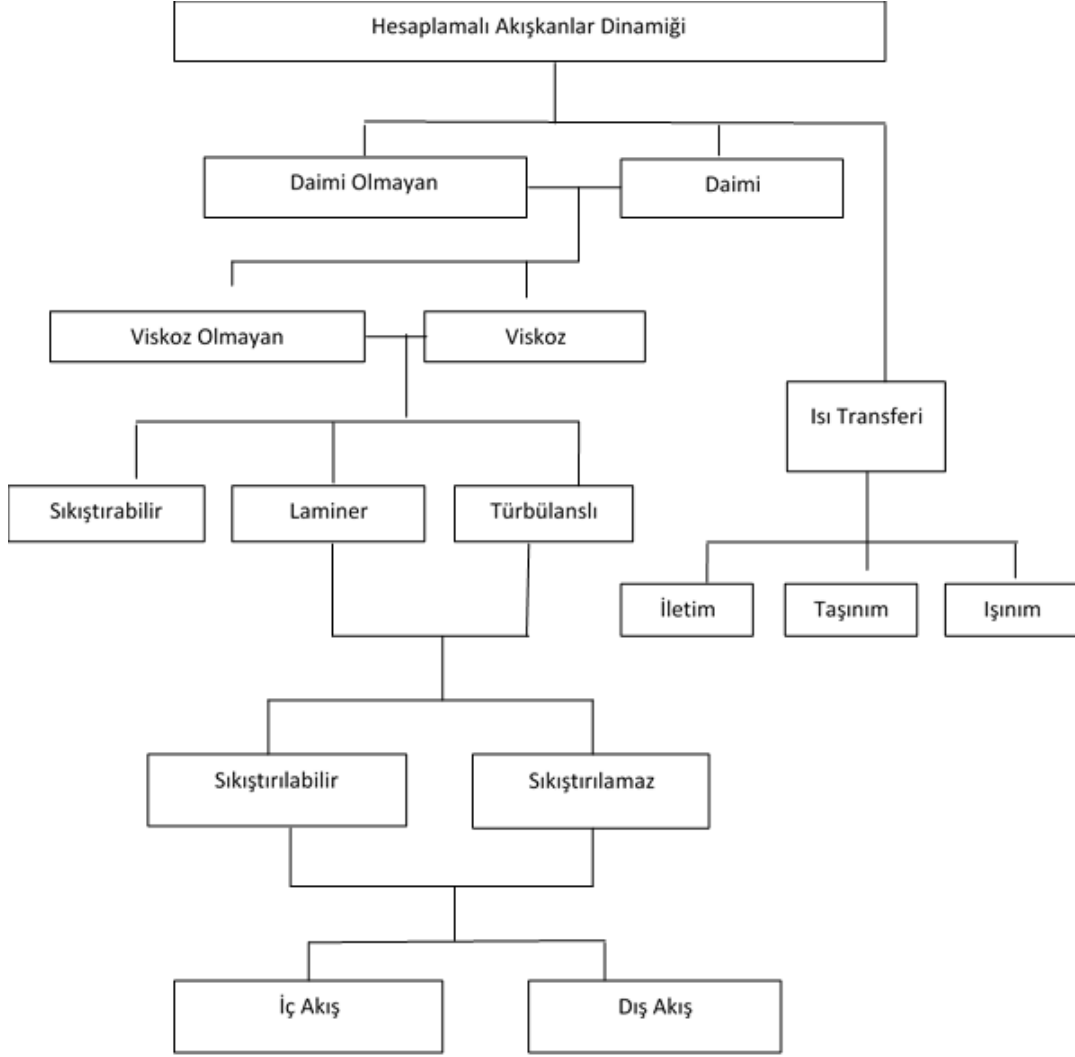 Hesaplamalı Akışkanlar Dinamiği
Daimi Olmayan
Daimi
Viskoz Olmayan
Viskoz
Isı Transferi
Sıkıştırabilir
Laminer
Türbülanslı
İletim
Taşınım
Işınım
Sıkıştırılabilir
Sıkıştırılamaz
İç Akış
Dış Akış